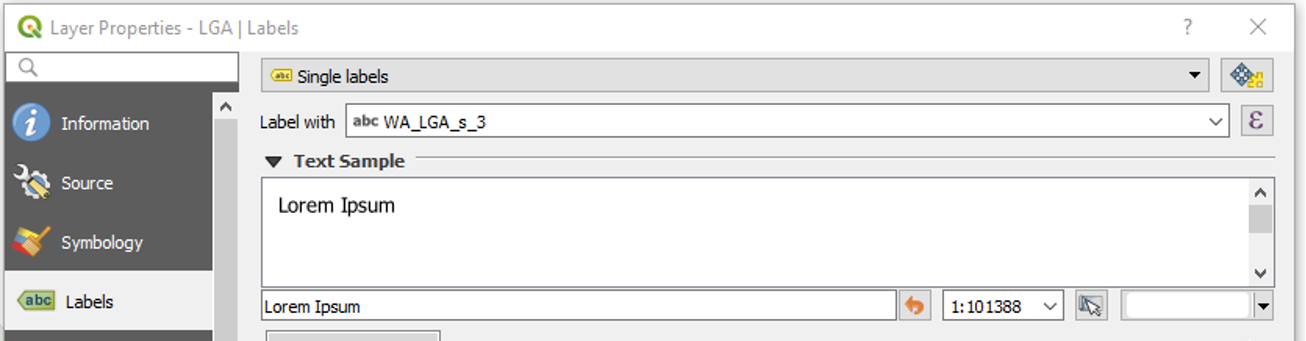 Layer Properties - LGA | Labels
?
abc Single labels
Information
Label with abc WA_LGA_s_3 ε
Text Sample
Source
Lorem Ipsum
Symbology
abc Labels
Lorem Ipsum 1:101388